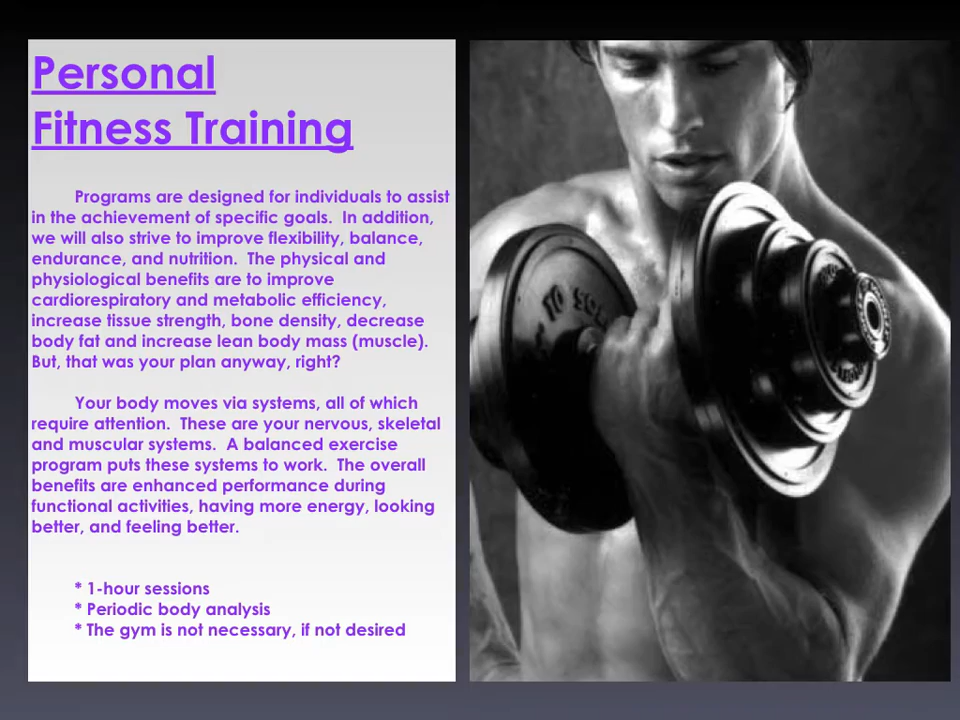 Personal
Fitness Training
Programs are designed for individuals to assist
in the achievement of specific goals.  In addition,
we will also strive to improve flexibility, balance,
endurance, and nutrition.  The physical and
physiological benefits are to improve
cardiorespiratory and metabolic efficiency,
increase tissue strength, bone density, decrease
body fat and increase lean body mass (muscle).
But, that was your plan anyway, right?
Your body moves via systems, all of which
require attention.  These are your nervous, skeletal
and muscular systems.  A balanced exercise
program puts these systems to work.  The overall
benefits are enhanced performance during
functional activities, having more energy, looking
better, and feeling better.
* 1-hour sessions
* Periodic body analysis
* The gym is not necessary, if not desired